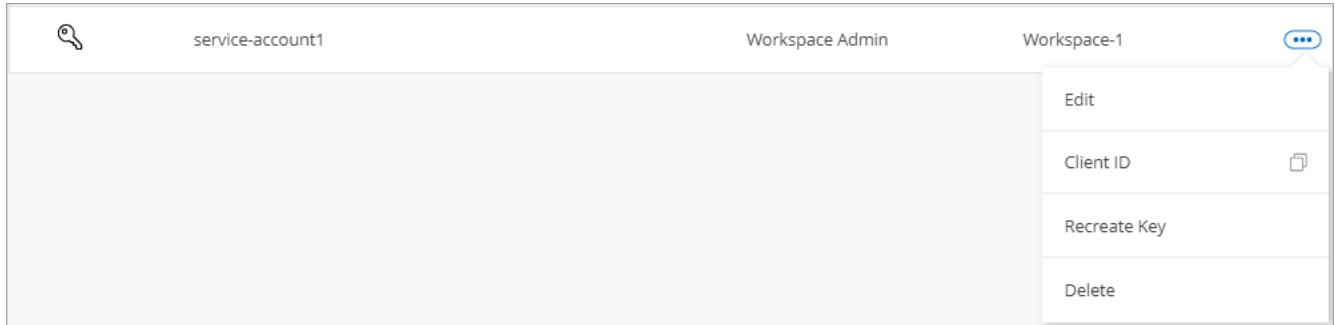 service-account1 Workspace Admin Workspace-1
Edit
Client ID
Recreate Key
Delete